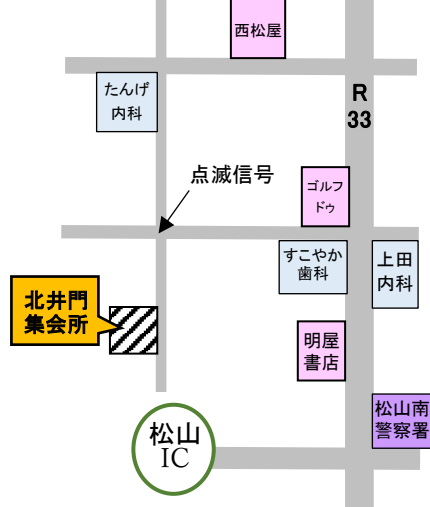 西松屋
たんげ
内科
R
33
点滅信号
ゴルフ
ドゥ
すこやか
歯科
上田
内科
北井門
集会所
明屋
書店
松山南
警察署
松山
IC